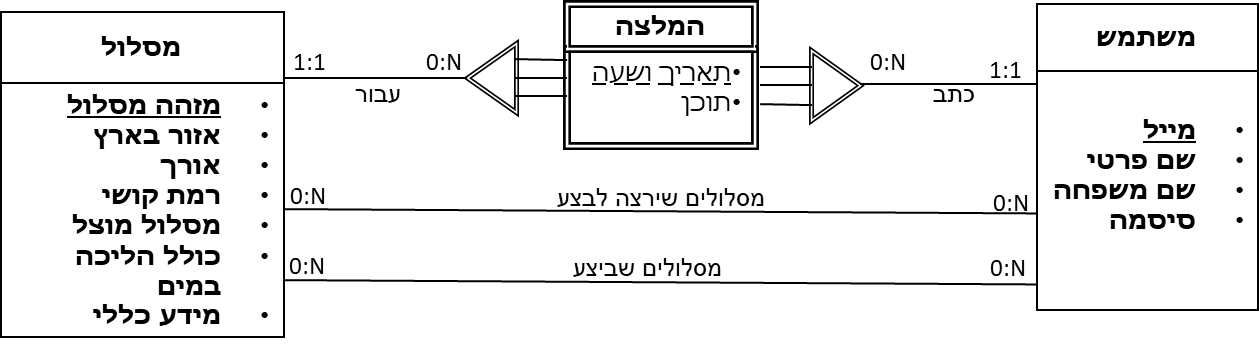 משתמש
• מייל
• שם פרטי
• שם משפחה
• סיסמה
המלצה
• תאריך ושעה
• תוכן
0:N
1:1
כתב
1:1
0:N
עבור
מסלול
• מזהה מסלול
• אזור בארץ
• אורך
• רמת קושי
• מסלול מוצל
• כולל הליכה
במים
• מידע כללי
0:N
מסלולים שירצה לבצע
0:N
0:N
מסלולים שביצע
0:N